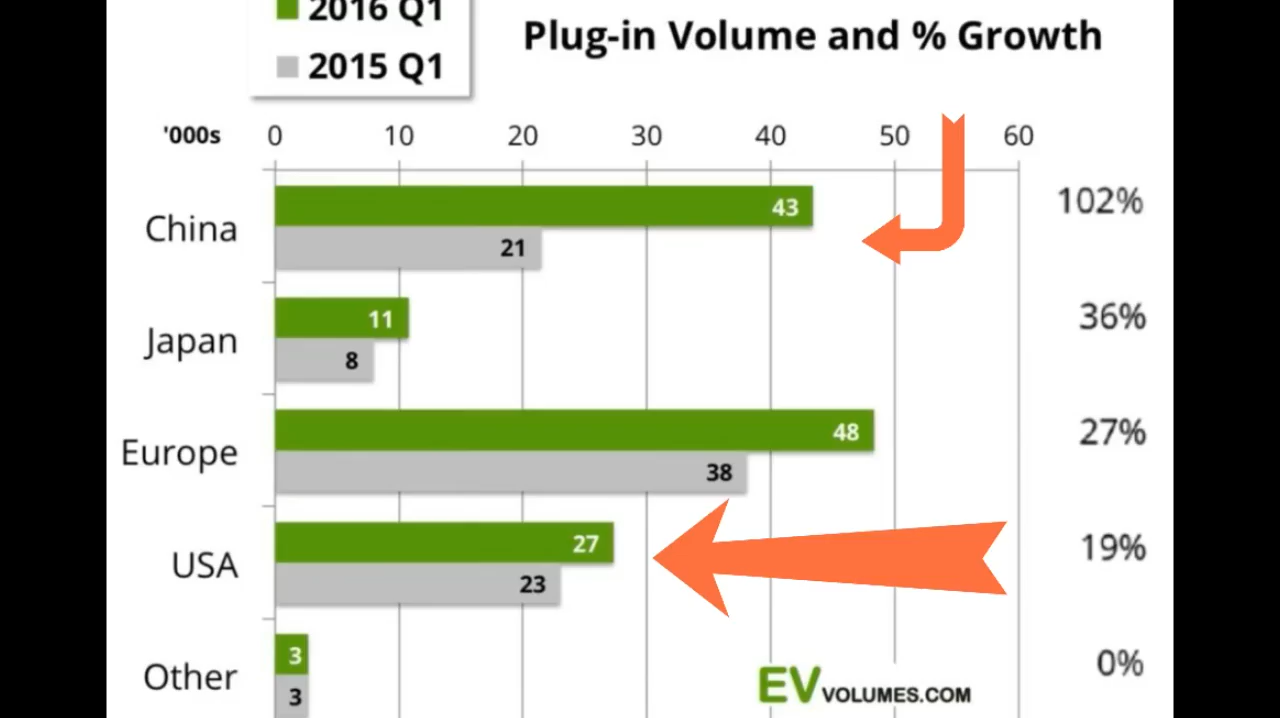 2016 Q1
2015 Q1
Plug-in Volume and % Growth
'000s 0 10 20 30 40 50 60
China 43 102%
21
Japan 11 36%
8
Europe 48 27%
38
USA 27 19%
23
Other 3 0%
3
EVVOLUMES.COM